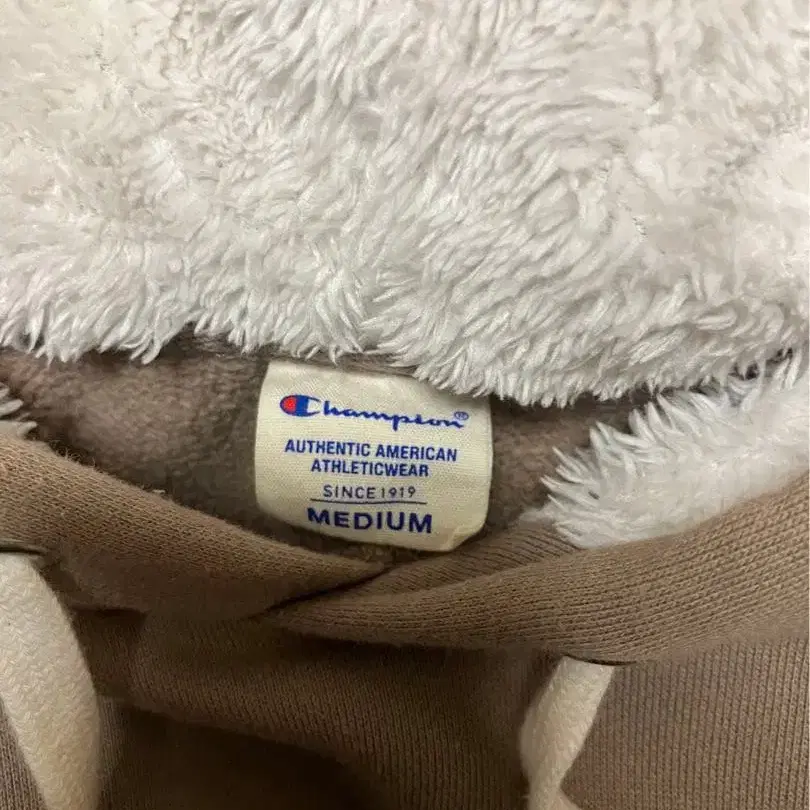 Champion®
AUTHENTIC AMERICAN
ATHLETICWEAR
SINCE 1919
MEDIUM